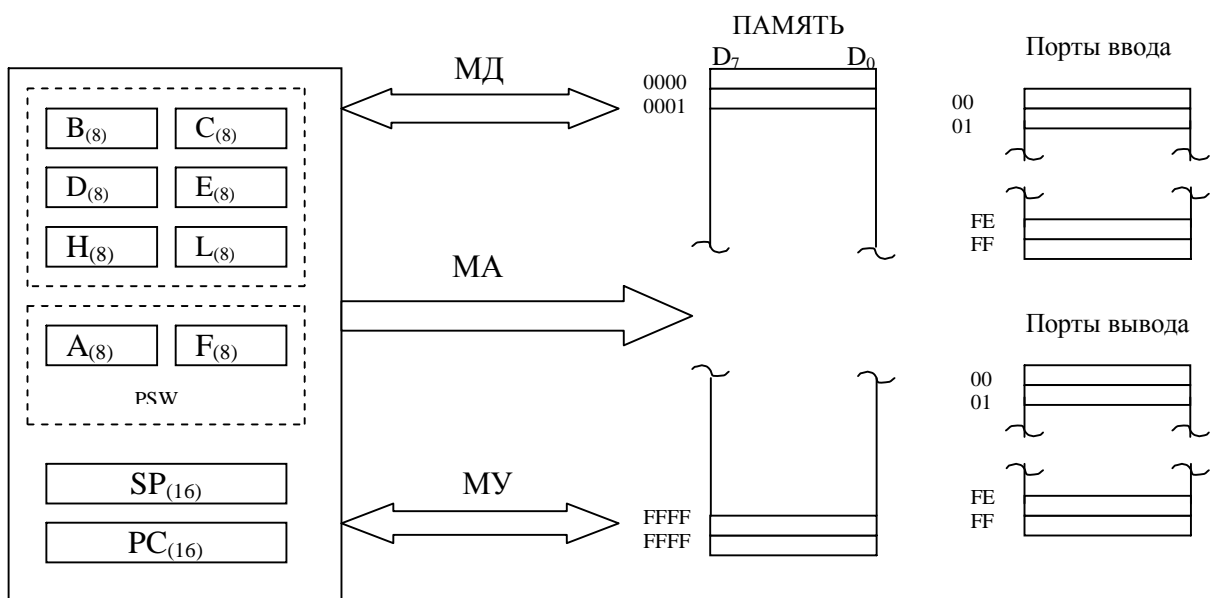 ПАМЯТЬ
D7 D0
0000
0001
Порты ввода
00
01
FE
FF
МД
B(8) C(8)
D(8) E(8)
H(8) L(8)
МА
A(8) F(8)
PSW
Порты вывода
00
01
FE
FF
SP(16)
PC(16)
МУ
FFFF
FFFF